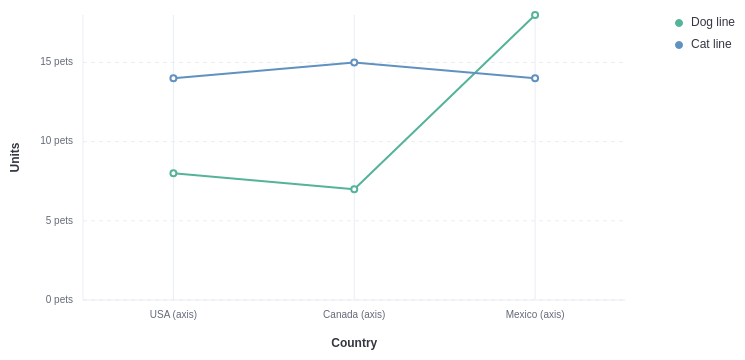 Dog line
Cat line
Units
15 pets
10 pets
5 pets
0 pets
USA (axis)
Canada (axis)
Mexico (axis)
Country